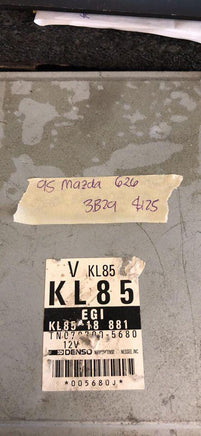 95 Mazda 626
3B29 $125
V KL85
KL85
EGI
KL85 18 881
12V
DENSO
*005680J*